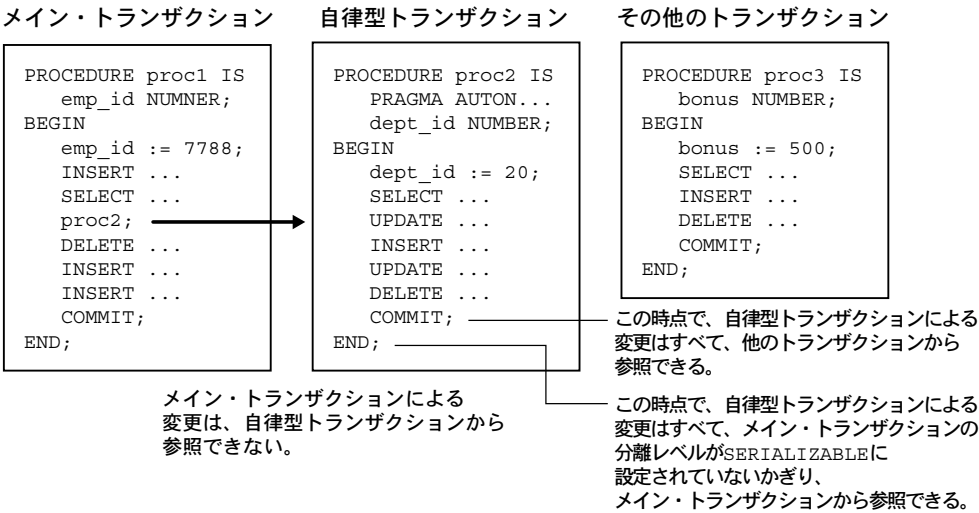 メイン・トランザクション
PROCEDURE proc1 IS
emp_id NUMNER;
BEGIN
emp_id := 7788;
INSERT ...
SELECT ...
proc2;
DELETE ...
INSERT ...
INSERT ...
COMMIT;
END;
自律型トランザクション
PROCEDURE proc2 IS
PRAGMA AUTON...
dept_id NUMBER;
BEGIN
dept_id := 20;
SELECT ...
UPDATE ...
INSERT ...
UPDATE ...
DELETE ...
COMMIT;
END;
その他のトランザクション
PROCEDURE proc3 IS
bonus NUMBER;
BEGIN
bonus := 500;
SELECT ...
INSERT ...
DELETE ...
COMMIT;
END;
この時点で、自律型トランザクションによる
変更はすべて、他のトランザクションから
参照できる。
メイン・トランザクションによる
変更は、自律型トランザクションから
参照できない。
この時点で、自律型トランザクションによる
変更はすべて、メイン・トランザクションの
分離レベルがSERIALIZABLEに
設定されていないかぎり、
メイン・トランザクションから参照できる。